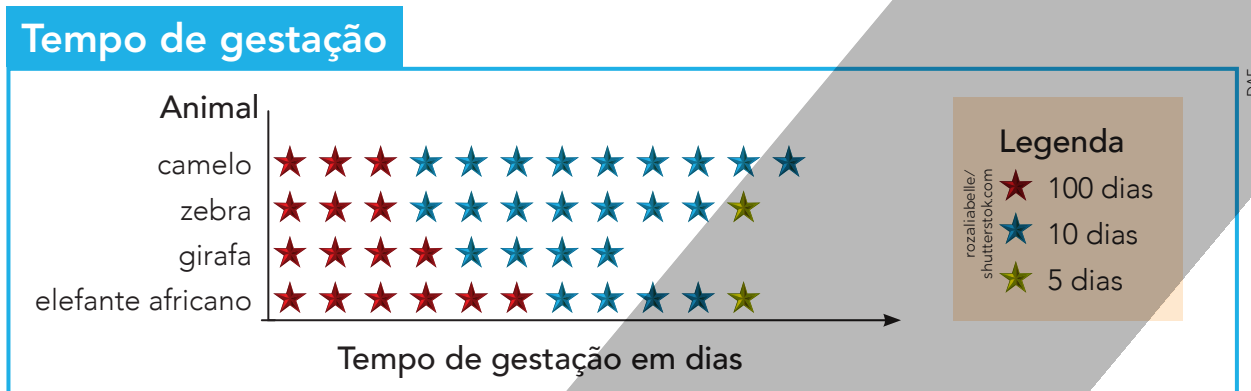 Tempo de gestação
Animal
camelo
zebra
girafa
elefante africano
Tempo de gestação em dias
Legenda
100 dias
10 dias
5 dias
rozaliabelle/
shutterstok.com